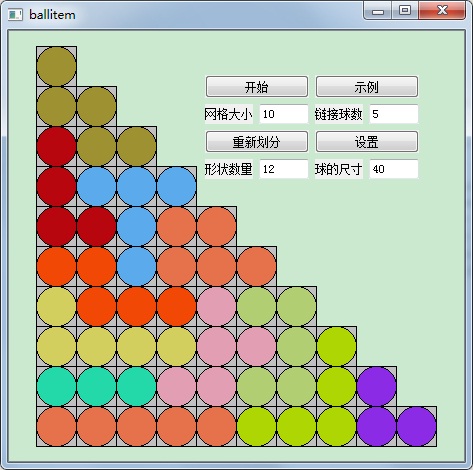 ballitem
开始 示例
网格大小 10 链接球数 5
重新划分 设置
形状数量 12 球的尺寸 40